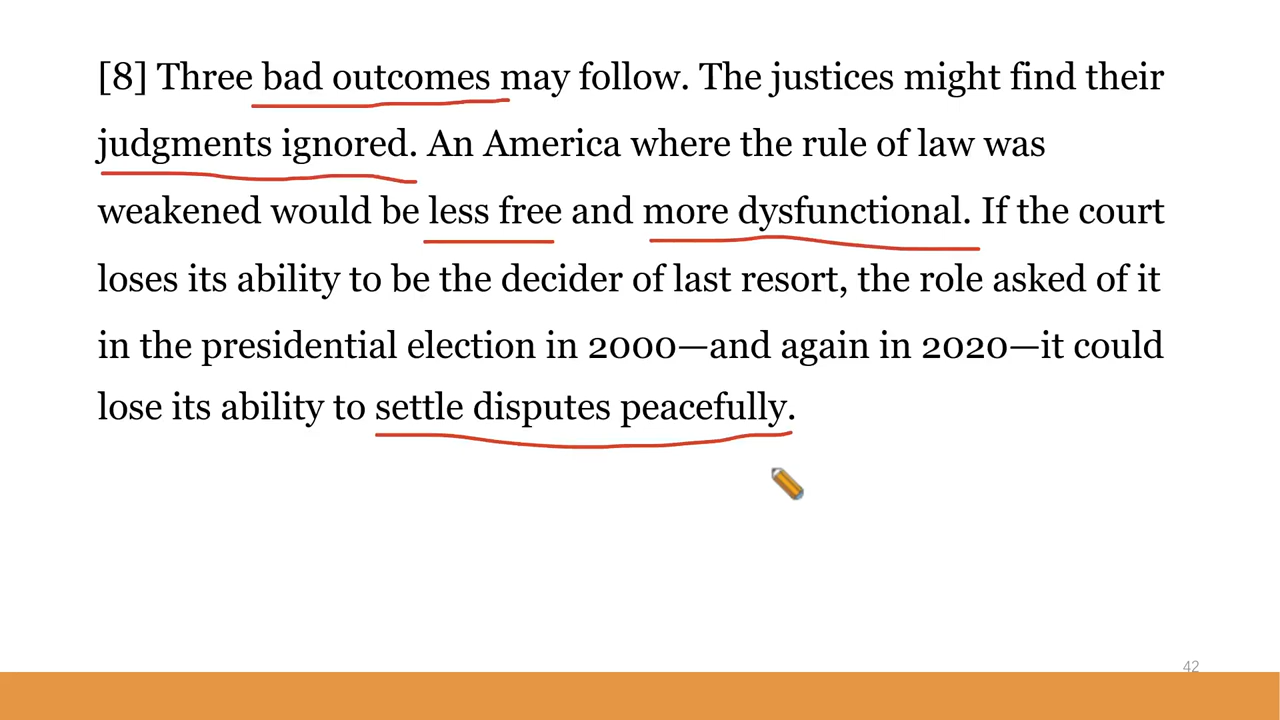 [8] Three bad outcomes may follow. The justices might find their
judgments ignored. An America where the rule of law was
weakened would be less free and more dysfunctional. If the court
loses its ability to be the decider of last resort, the role asked of it
in the presidential election in 2000—and again in 2020—it could
lose its ability to settle disputes peacefully.
42